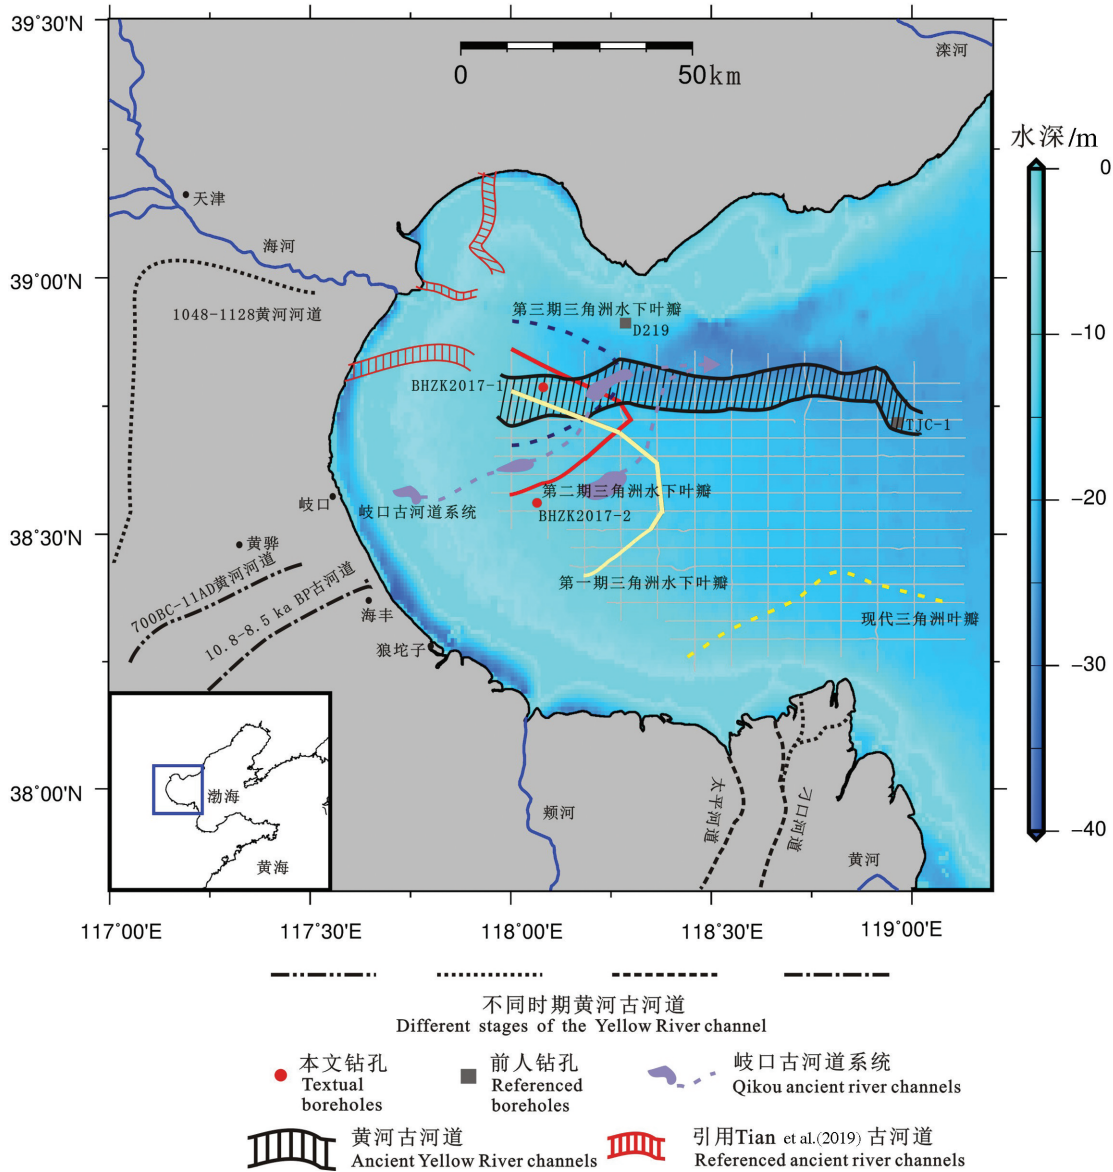 39°30′N
39°00′N
38°30′N
38°00′N
0
50km
滦河
水深/m
0
−10
−20
−30
−40
天津
海河
1048-1128黄河河道
第三期三角洲水下叶瓣
D219
BHZK2017-1
TJC-1
岐口
岐口古河道系统
第二期三角洲水下叶瓣
BHZK2017-2
黄骅
700BC-11AD黄河河道
10.8-8.5 ka BP古河道
第一期三角洲水下叶瓣
海丰
现代三角洲叶瓣
狼坨子
渤海
黄海
颊河
太平河道
刁口河道
黄河
117°00′E
117°30′E
118°00′E
118°30′E
119°00′E
不同时期黄河古河道
Different stages of the Yellow River channel
本文钻孔
Textual
boreholes
前人钻孔
Referenced
boreholes
岐口古河道系统
Qikou ancient river channels
黄河古河道
Ancient Yellow River channels
引用Tian et al.(2019) 古河道
Referenced ancient river channels